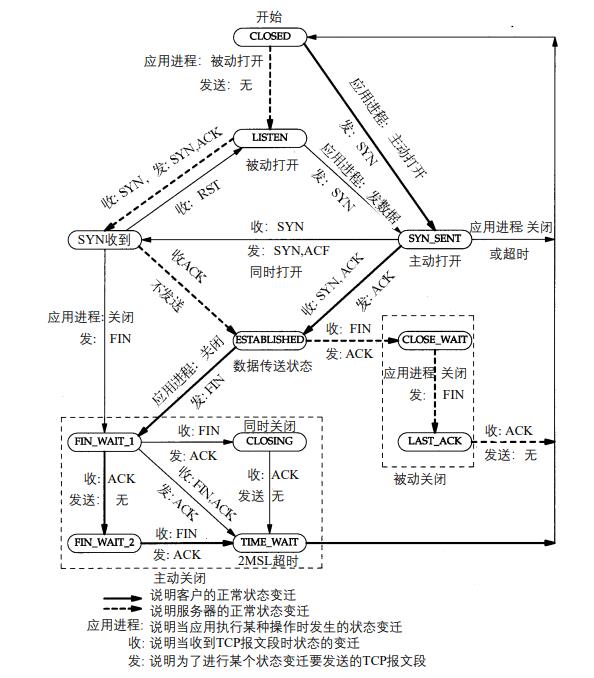 开始
CLOSED
应用进程：被动打开
发送：无
应用进程：主动打开
发：SYN
LISTEN
被动打开
收: SYN，发: SYN,ACK
收：RST
应用进程：发数据
发：SYN
SYN收到
收：SYN
发：SYN,ACF
同时打开
SYN_SENT
主动打开
应用进程:关闭
或超时
收ACK
不发送
收: SYN, ACK
发: ACK
应用进程:关闭
发： FIN
ESTABLISHED
数据传送状态
收: FIN
发: ACK
CLOSE_WAIT
应用进程：关闭
发: FIN
应用进程：关闭
发： FIN
LAST_ACK
收: ACK
发送：无
被动关闭
同时关闭
FIN_WAIT_1
收: FIN
发: ACK
CLOSING
收: ACK
发送: 无
收: FIN,ACK
发: ACK
收: ACK
发送 无
FIN_WAIT_2
收: FIN
发: ACK
TIME_WAIT
2MSL超时
主动关闭
说明客户的正常状态变迁
说明服务器的正常状态变迁
应用进程: 说明当应用执行某种操作时发生的状态变迁
收: 说明当收到TCP报文段时状态的变迁
发: 说明为了进行某个状态变迁要发送的TCP报文段